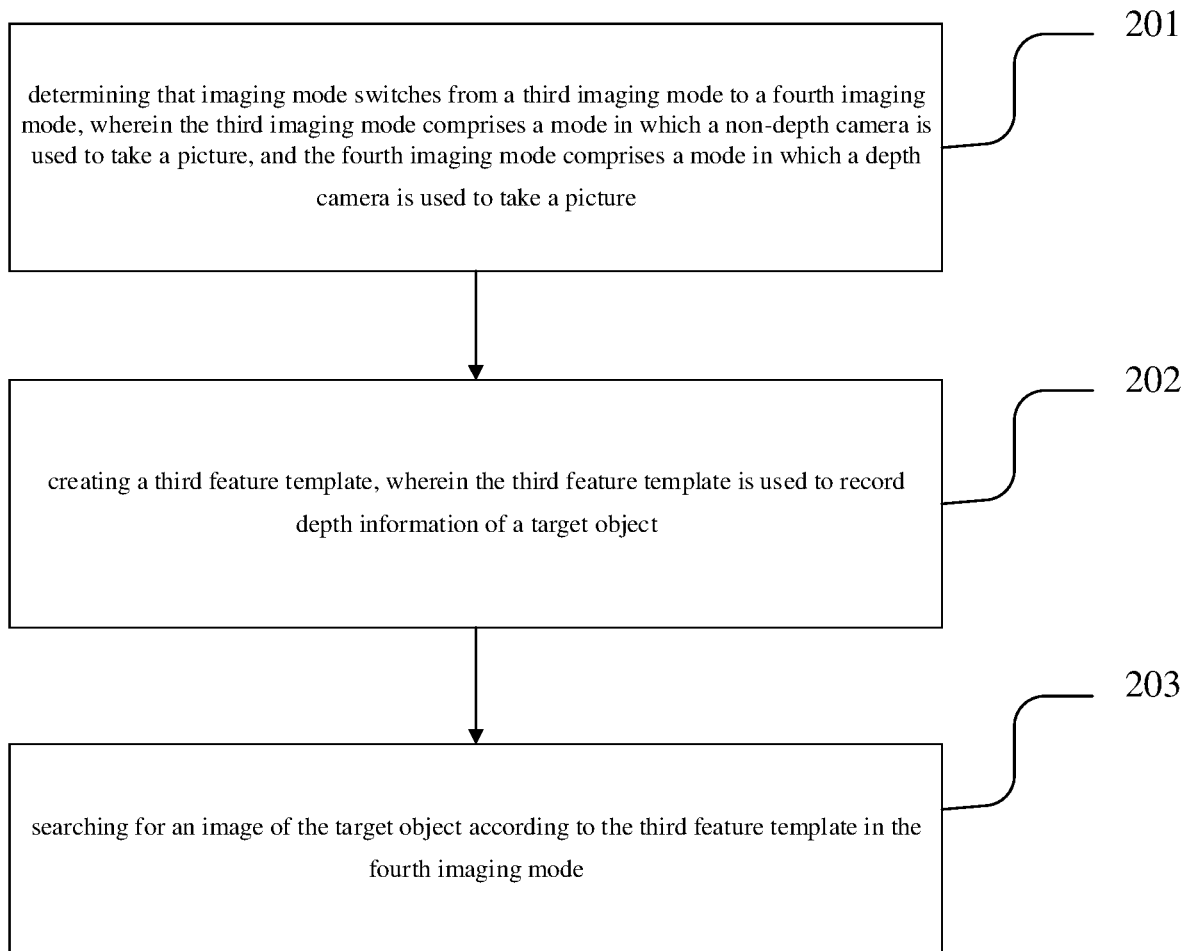 201
determining that imaging mode switches from a third imaging mode to a fourth imaging
mode, wherein the third imaging mode comprises a mode in which a non-depth camera is
used to take a picture, and the fourth imaging mode comprises a mode in which a depth
camera is used to take a picture
202
creating a third feature template, wherein the third feature template is used to record
depth information of a target object
203
searching for an image of the target object according to the third feature template in the
fourth imaging mode